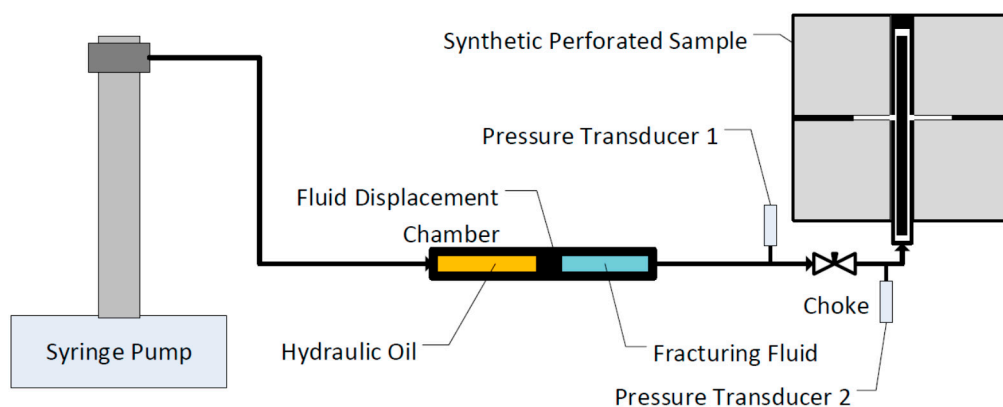 Synthetic Perforated Sample
Pressure Transducer 1
Fluid Displacement
Chamber
Choke
Syringe Pump
Hydraulic Oil
Fracturing Fluid
Pressure Transducer 2